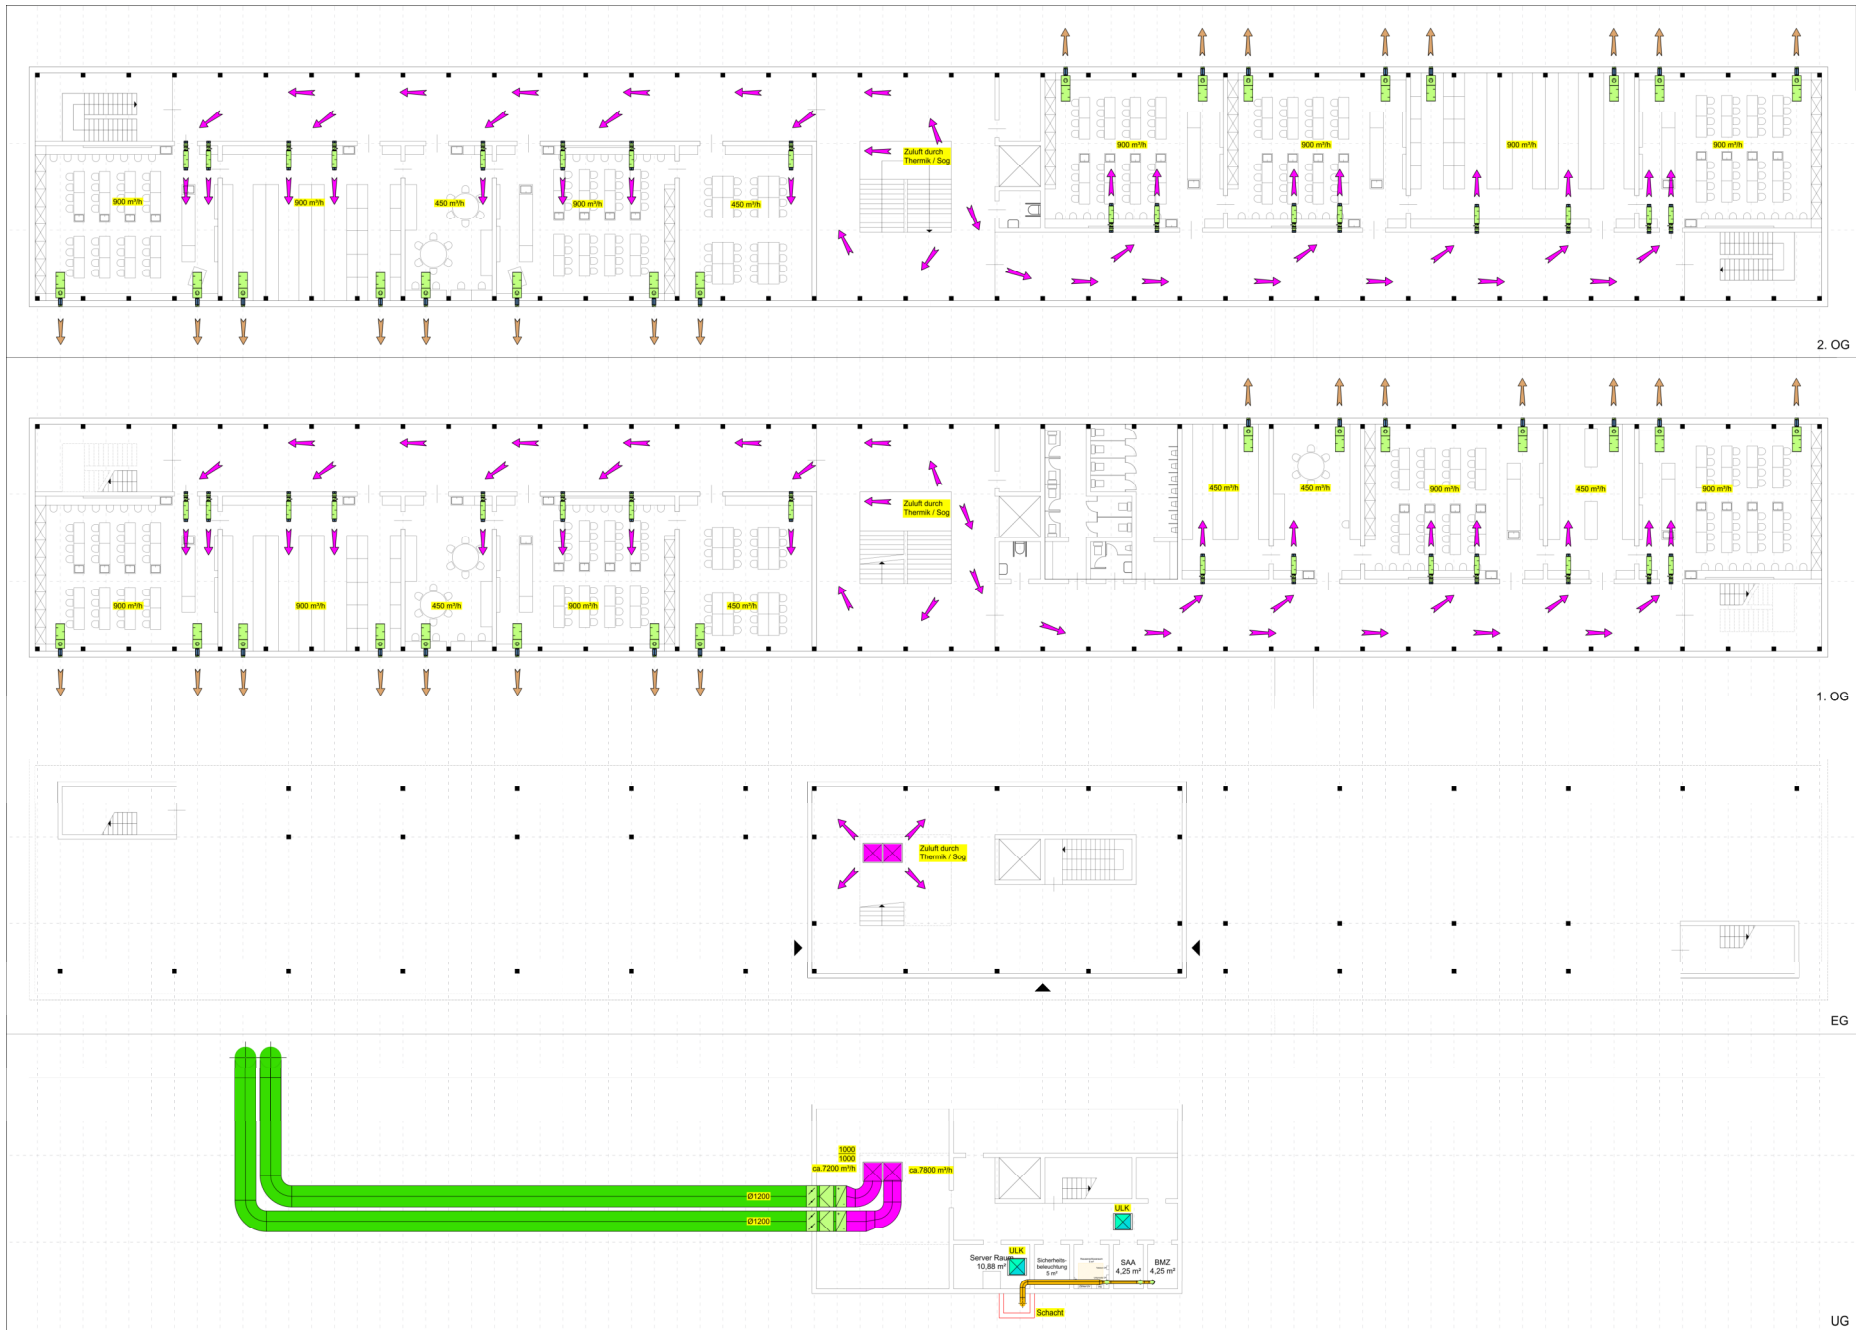 Zuluft durch
Thermik / Sog
900 m³/h
900 m³/h
900 m³/h
900 m³/h
900 m³/h
900 m³/h
450 m³/h
900 m³/h
450 m³/h
2. OG
Zuluft durch
Thermik / Sog
450 m³/h
450 m³/h
900 m³/h
450 m³/h
900 m³/h
900 m³/h
900 m³/h
450 m³/h
900 m³/h
450 m³/h
1. OG
Zuluft durch
Thermik / Sog
EG
1000
1000
ca.7200 m³/h
ca.7800 m³/h
Ø1200
Ø1200
ULK
ULK
Server Raum
10,88 m²
Sicherheits-
beleuchtung
5 m²
SAA
4,25 m²
BMZ
4,25 m²
Schacht
UG